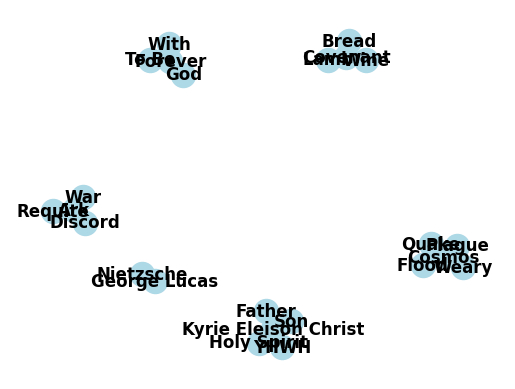 With
To Be
Forever
God
Bread
Covenant
Lamb
Wine
War
Require
Ark
Discord
Quake
Plague
Cosmos
Flood
Weary
Nietzsche
George Lucas
Father
Son
Kyrie Eleison Christ
Holy Spirit
YHWH